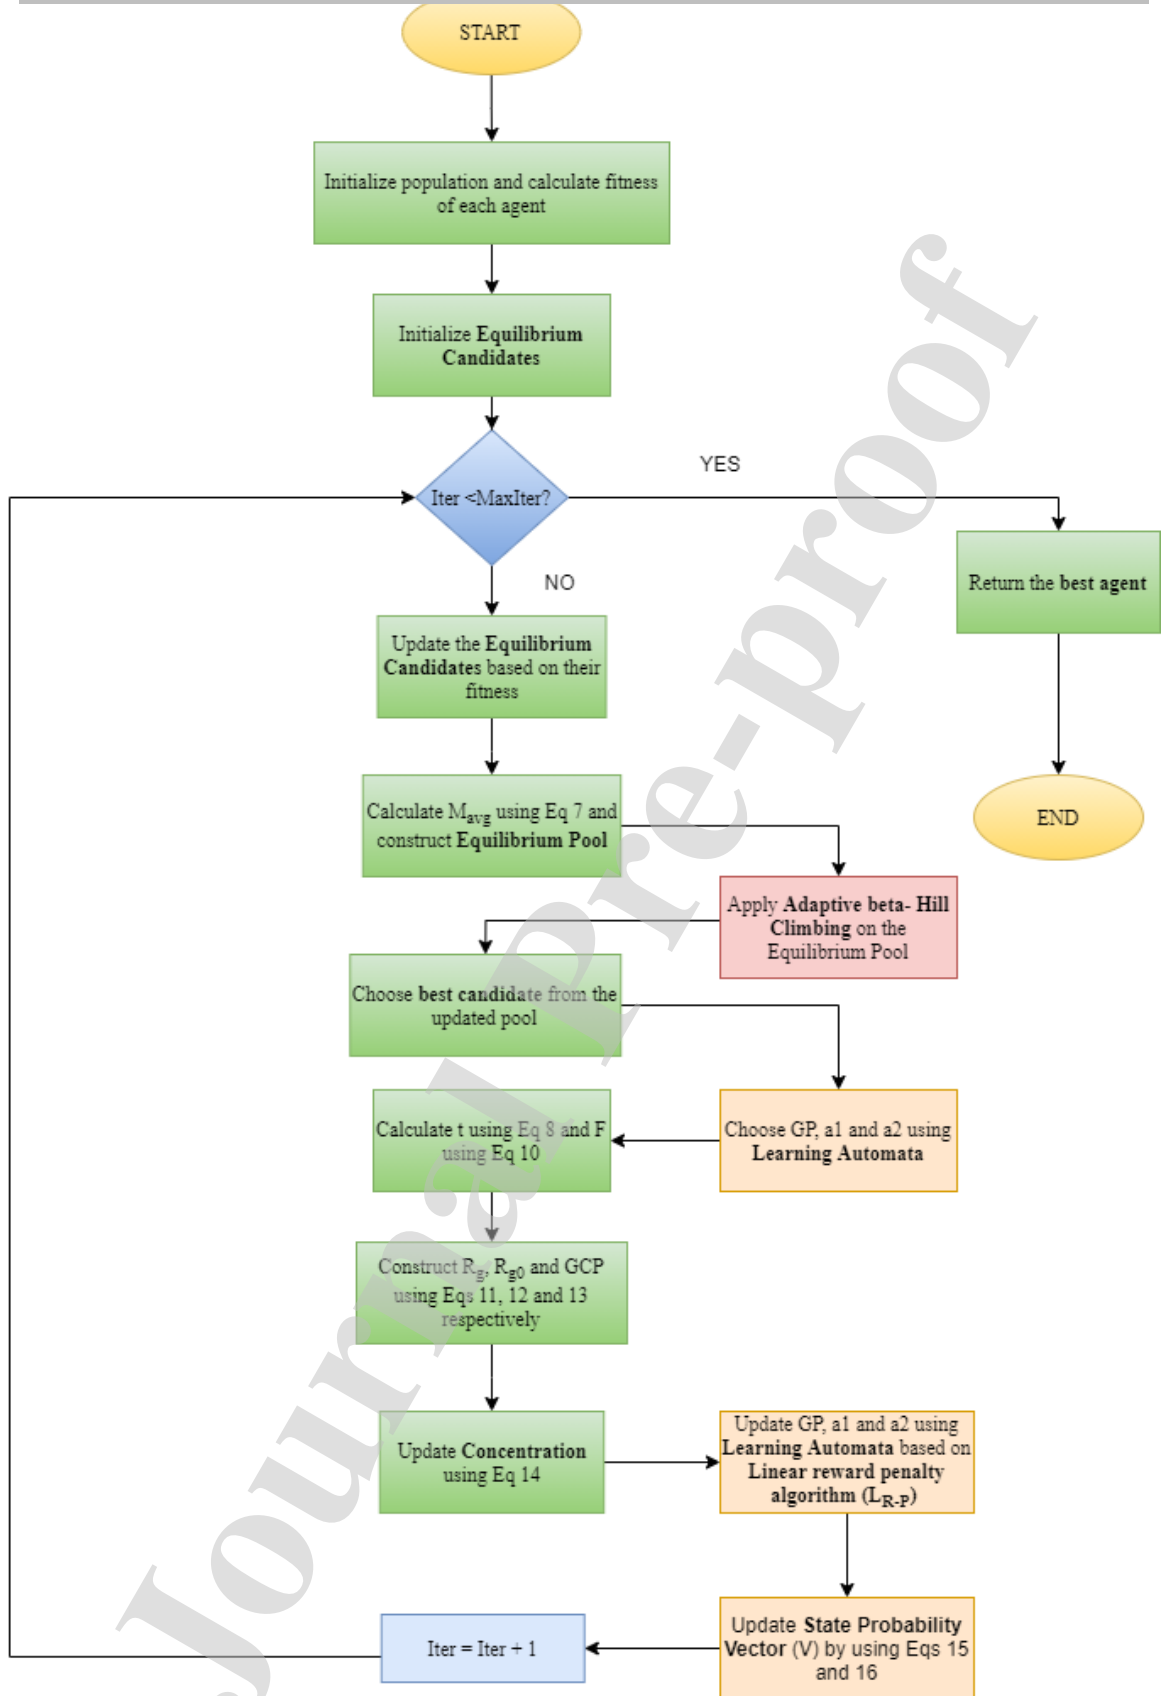 START
Initialize population and calculate fitness
of each agent
Initialize Equilibrium
Candidates
YES
Iter <MaxIter?
NO
Return the best agent
Update the Equilibrium
Candidates based on their
fitness
END
Calculate Mavg using Eq 7 and
construct Equilibrium Pool
Apply Adaptive beta- Hill
Climbing on the
Equilibrium Pool
Choose best candidate from the
updated pool
Choose GP, a1 and a2 using
Learning Automata
Calculate t using Eq 8 and F
using Eq 10
Construct Rg, Rg0 and GCP
using Eqs 11, 12 and 13
respectively
Update Concentration
using Eq 14
Update GP, a1 and a2 using
Learning Automata based on
Linear reward penalty
algorithm (LR-P)
Update State Probability
Vector (V) by using Eqs 15
and 16
Iter = Iter + 1
Journal Pre-proof